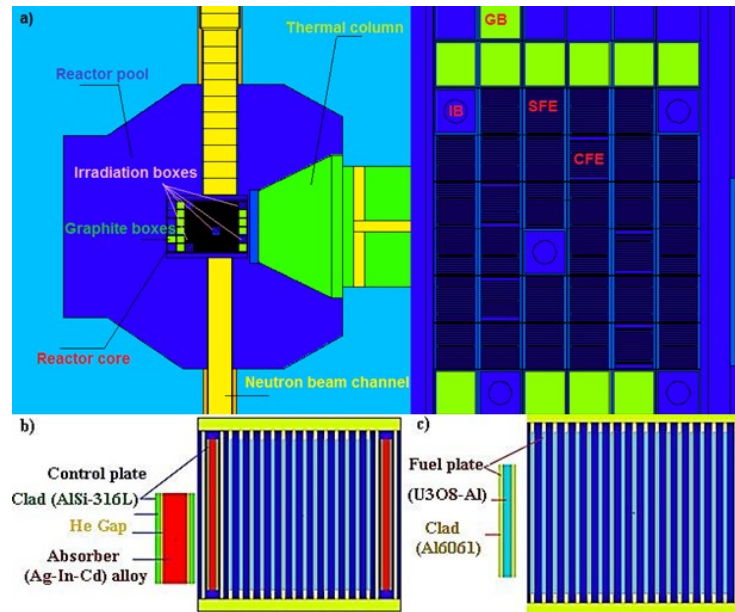 a)
Thermal column
Reactor pool
Irradiation boxes
Graphite boxes
Reactor core
Neutron beam channel
GB
IB
SFE
CFE
b)
Control plate
Clad (AlSi-316L)
He Gap
Absorber
(Ag-In-Cd) alloy
c)
Fuel plate
(U3O8-Al)
Clad
(Al6061)